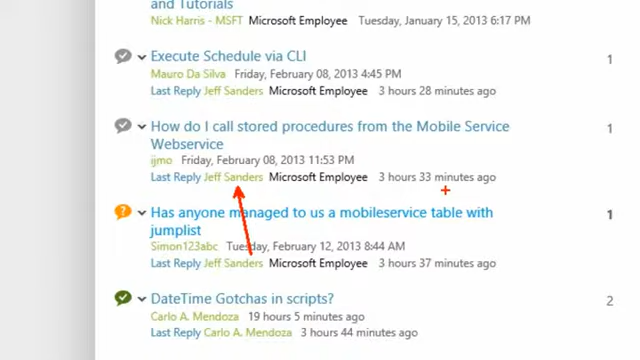 and Tutorials
Nick Harris - MSFT Microsoft Employee Tuesday, January 15, 2013 6:17 PM
Execute Schedule via CLI 1
Mauro Da Silva Friday, February 08, 2013 4:45 PM
Last Reply Jeff Sanders Microsoft Employee 3 hours 28 minutes ago
How do I call stored procedures from the Mobile Service 1
Webservice
ijmo Friday, February 08, 2013 11:53 PM
Last Reply Jeff Sanders Microsoft Employee 3 hours 33 minutes ago
Has anyone managed to us a mobileservice table with 1
jumplist
Simon123abc Tuesday, February 12, 2013 8:44 AM
Last Reply Jeff Sanders Microsoft Employee 3 hours 37 minutes ago
DateTime Gotchas in scripts? 2
Carlo A. Mendoza 19 hours 5 minutes ago
Last Reply Carlo A. Mendoza 3 hours 44 minutes ago